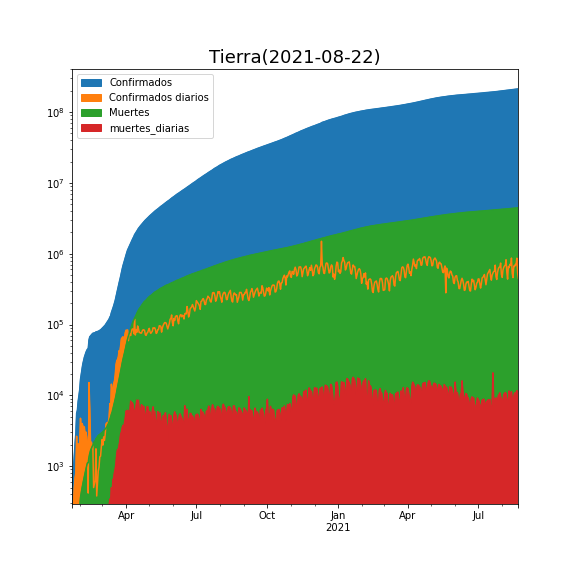 Tierra(2021-08-22)
Confirmados
Confirmados diarios
Muertes
muertes_diarias
10⁸
10⁷
10⁶
10⁵
10⁴
10³
Apr Jul Oct Jan Apr Jul
2021